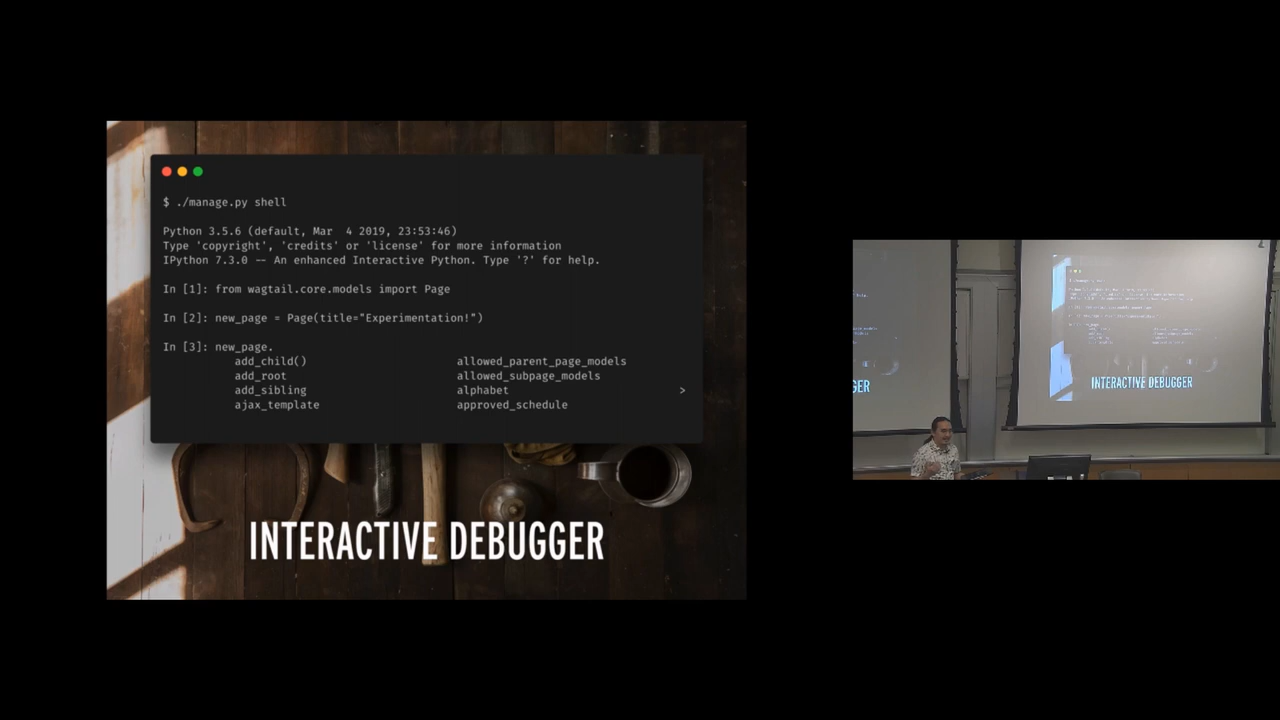 $ ./manage.py shell
Python 3.5.6 (default, Mar  4 2019, 23:53:46)
Type 'copyright', 'credits' or 'license' for more information
IPython 7.3.0 -- An enhanced Interactive Python. Type '?' for help.
In [1]: from wagtail.core.models import Page
In [2]: new_page = Page(title="Experimentation!")
In [3]: new_page.
add_child() allowed_parent_page_models
add_root allowed_subpage_models
add_sibling alphabet >
ajax_template approved_schedule
INTERACTIVE DEBUGGER
GER
INTERACTIVE DEBUGGER